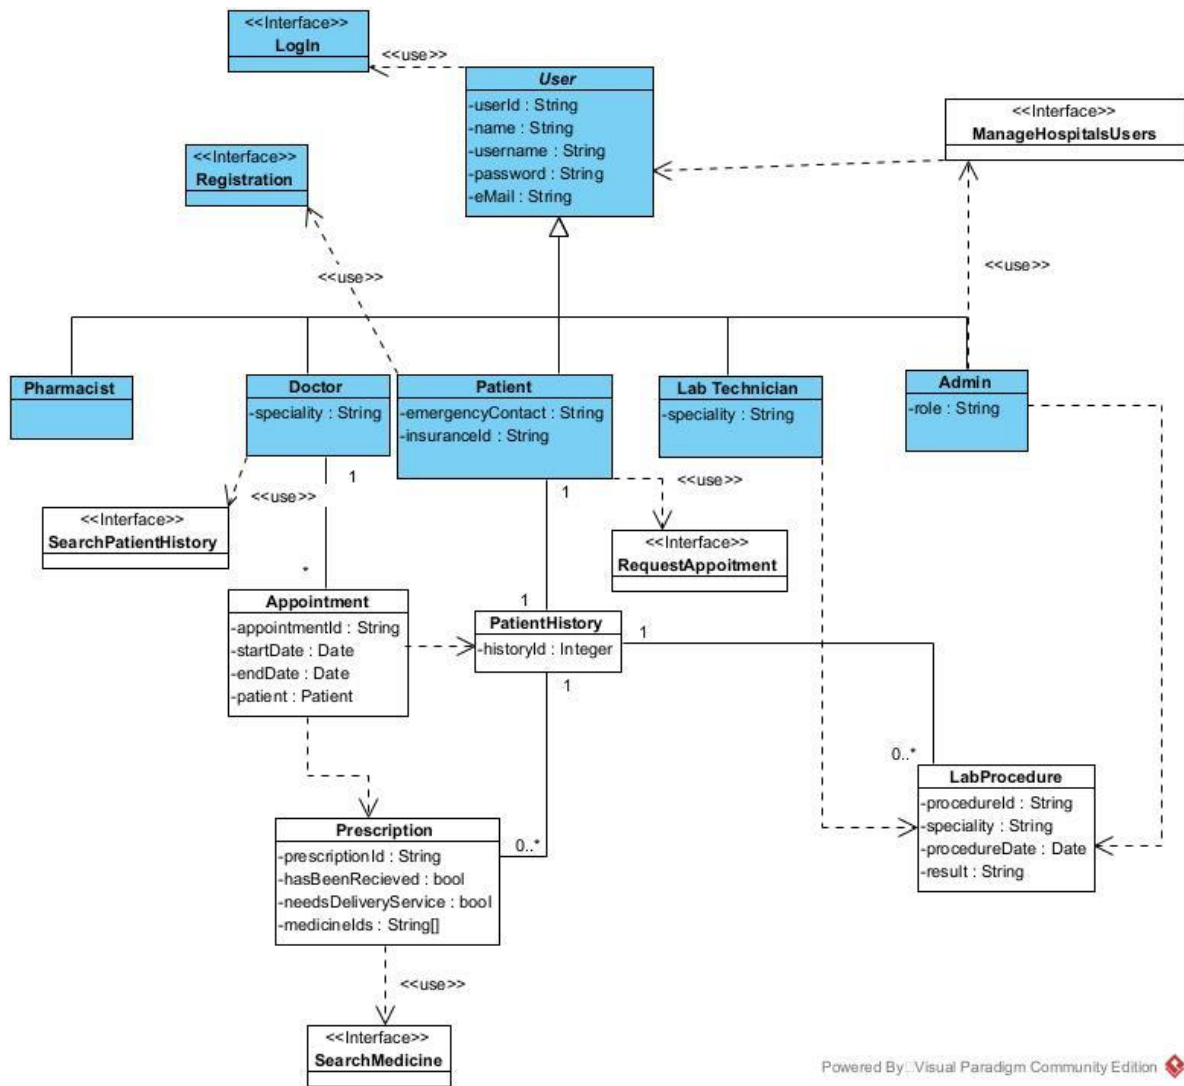 <<Interface>>
LogIn
<<use>>
User
-userId : String
-name : String
-username : String
-password : String
-eMail : String
<<Interface>>
ManageHospitalsUsers
<<Interface>>
Registration
<<use>>
<<use>>
Pharmacist
Doctor
-speciality : String
Patient
-emergencyContact : String
-insuranceId : String
Lab Technician
-speciality : String
Admin
-role : String
1
<<use>>
1
<<use>>
<<Interface>>
SearchPatientHistory
<<Interface>>
RequestAppoitment
*
Appointment
-appointmentId : String
-startDate : Date
-endDate : Date
-patient : Patient
1
PatientHistory
-historyId : Integer
1
1
0..*
LabProcedure
-procedureId : String
-speciality : String
-procedureDate : Date
-result : String
Prescription
-prescriptionId : String
-hasBeenRecieved : bool
-needsDeliveryService : bool
-medicineIds : String[]
0..*
<<use>>
<<Interface>>
SearchMedicine
Powered By Visual Paradigm Community Edition